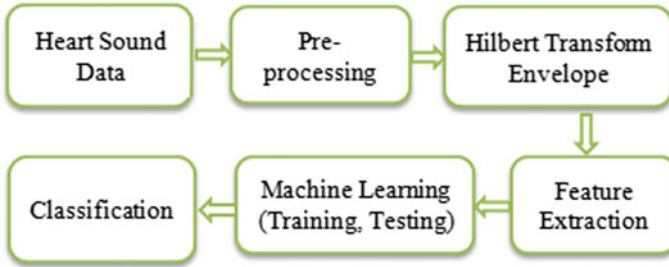 Heart Sound
Data
Pre-
processing
Hilbert Transform
Envelope
Feature
Extraction
Machine Learning
(Training, Testing)
Classification